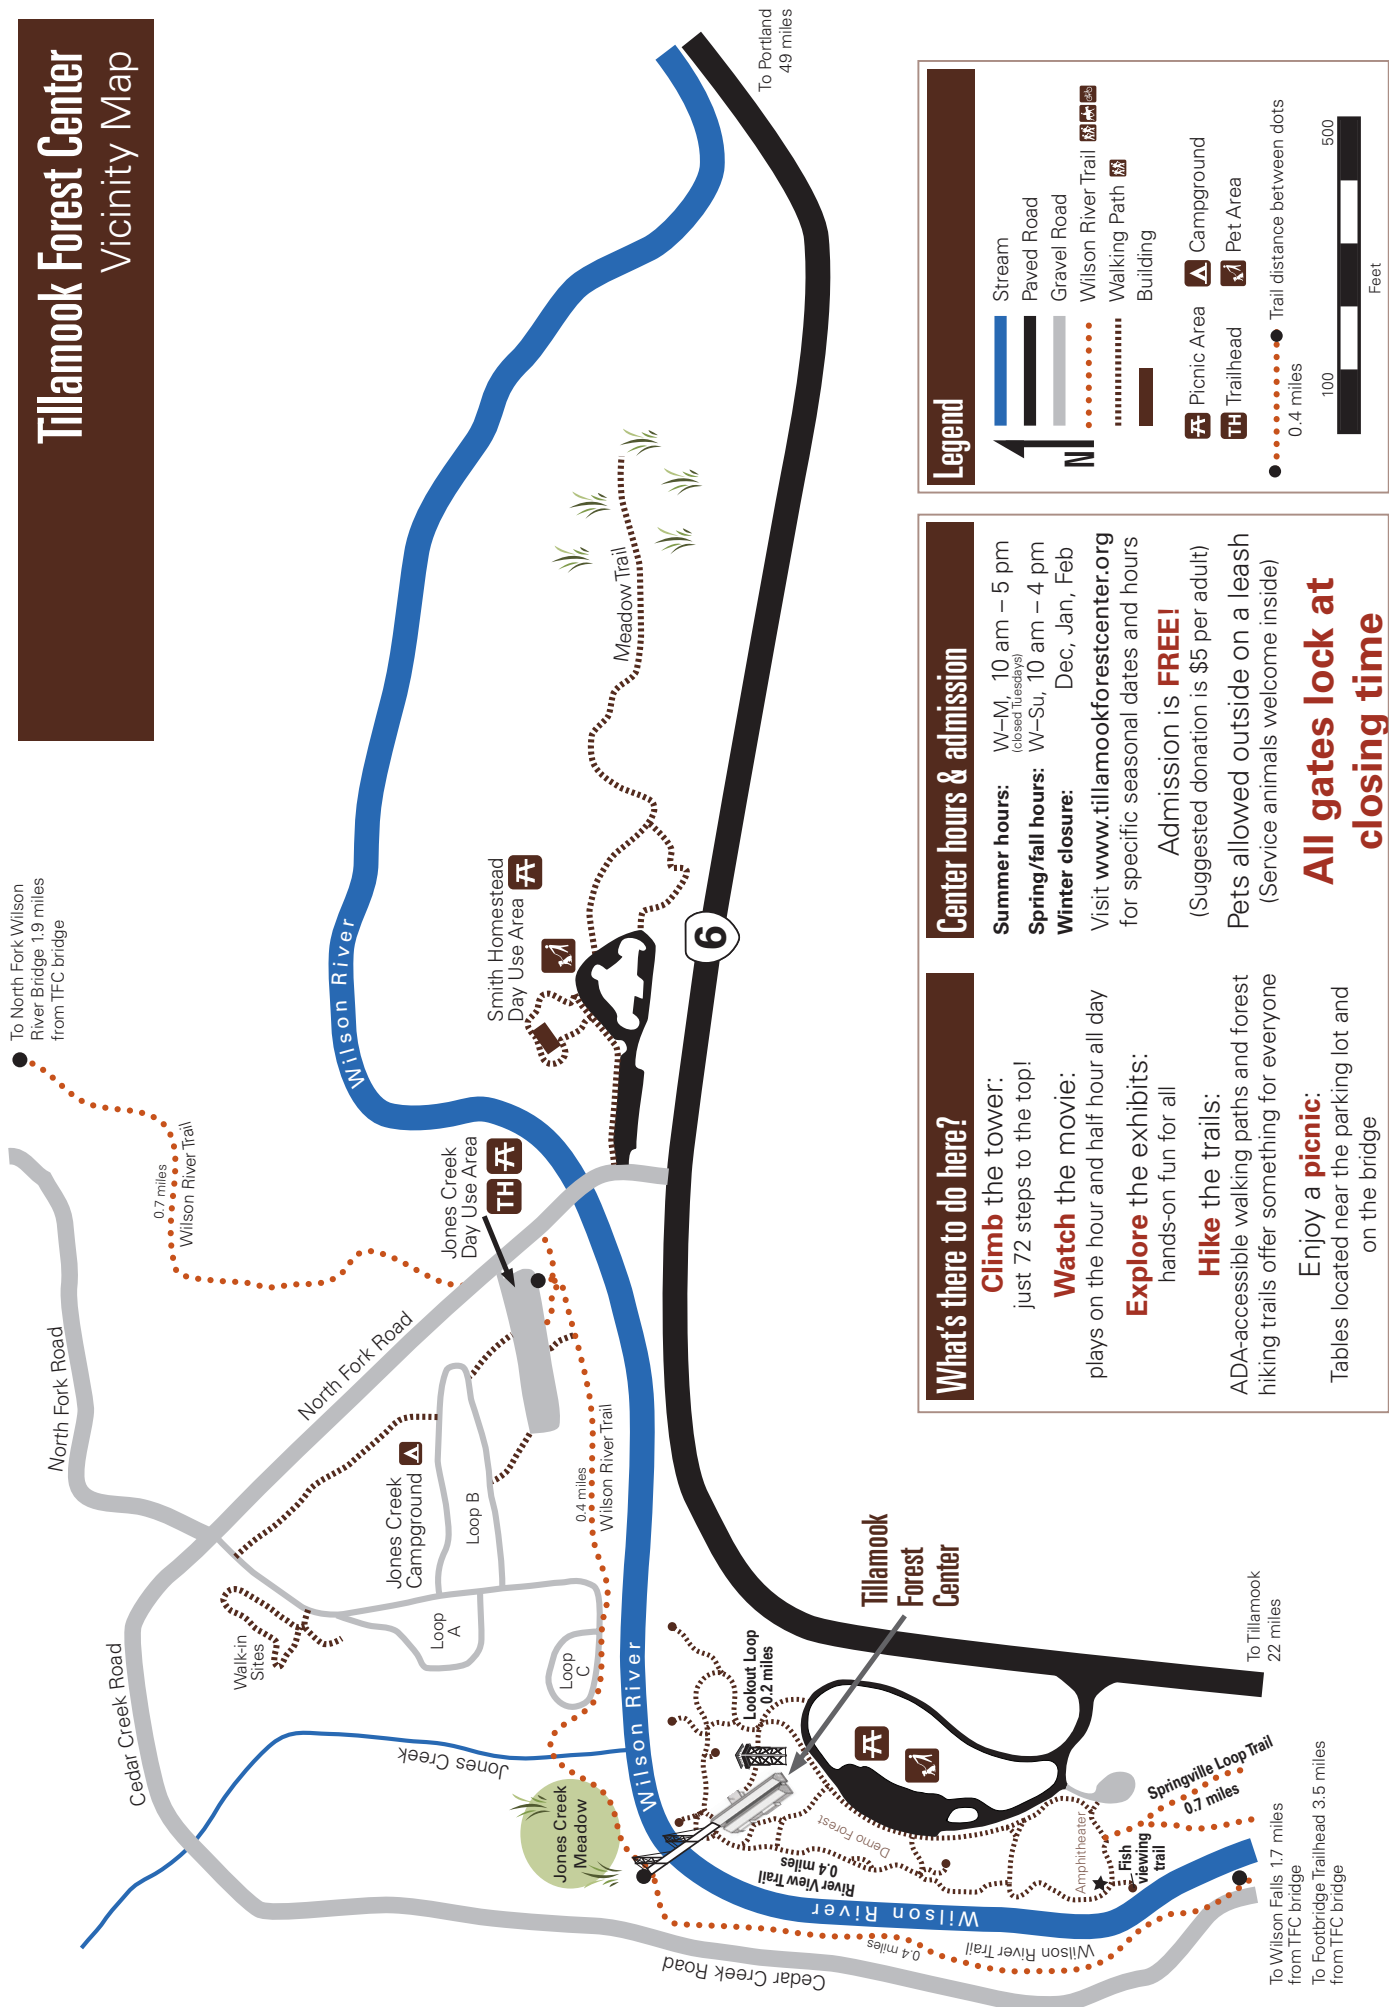 Tillamook Forest Center
Vicinity Map
To North Fork Wilson
River Bridge 1.9 miles
from TFC bridge
0.7 miles
Wilson River Trail
North Fork Road
North Fork Road
Cedar Creek Road
Walk-in
Sites
Jones Creek
Campground
Loop B
Loop
A
Loop
C
Jones Creek
Day Use Area
TH
0.4 miles
Wilson River Trail
Wilson River
Smith Homestead
Day Use Area
Meadow Trail
6
To Portland
49 miles
Jones Creek
Jones Creek
Meadow
Wilson River
Lookout Loop
0.2 miles
Tillamook
Forest
Center
Demo Forest
River View Trail
0.4 miles
Wilson River
Wilson River Trail
0.4 miles
Cedar Creek Road
Amphitheater
Fish
viewing
trail
Springville Loop Trail
0.7 miles
To Tillamook
22 miles
To Wilson Falls 1.7 miles
from TFC bridge
To Footbridge Trailhead 3.5 miles
from TFC bridge
What's there to do here?
Climb the tower:
just 72 steps to the top!
Watch the movie:
plays on the hour and half hour all day
Explore the exhibits:
hands-on fun for all
Hike the trails:
ADA-accessible walking paths and forest
hiking trails offer something for everyone
Enjoy a picnic:
Tables located near the parking lot and
on the bridge
Center hours & admission
Summer hours: W–M, 10 am – 5 pm
(closed Tuesdays)
Spring/fall hours: W–Su, 10 am – 4 pm
Winter closure: Dec, Jan, Feb
Visit www.tillamookforestcenter.org
for specific seasonal dates and hours
Admission is FREE!
(Suggested donation is $5 per adult)
Pets allowed outside on a leash
(Service animals welcome inside)
All gates lock at
closing time
Legend
N
Stream
Paved Road
Gravel Road
Wilson River Trail
Walking Path
Building
Picnic Area
Campground
TH Trailhead
Pet Area
0.4 miles
Trail distance between dots
100
500
Feet